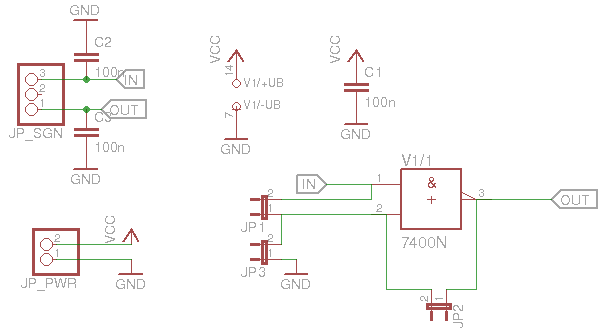 GND
C2
100n
3
IN
2
1
OUT
C3
JP_SGN
100n
GND
VCC
14
V1/+UB
V1/-UB
7
GND
VCC
C1
100n
GND
V1/1
IN
1
&
2
3
OUT
7400N
2
1
JP1
2
1
JP3
GND
2
1
JP2
VCC
2
1
JP_PWR
GND